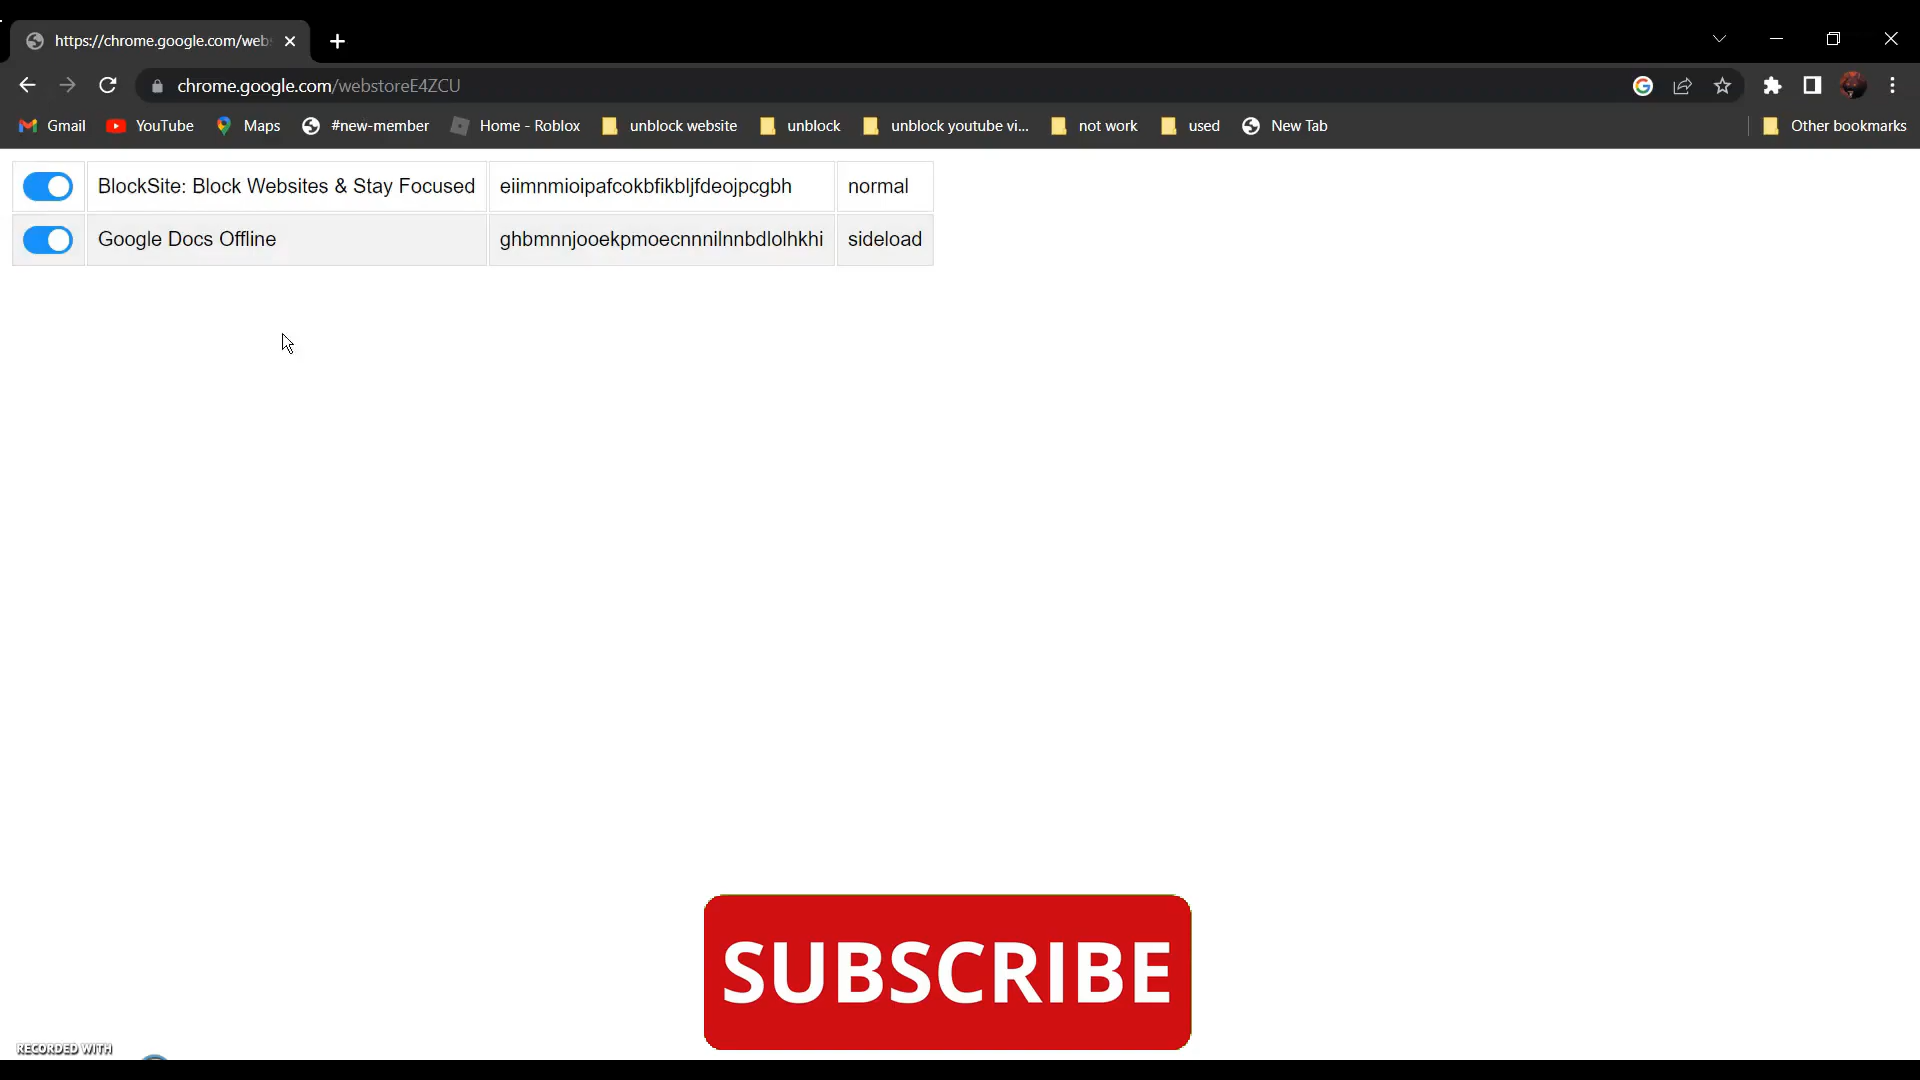 https://chrome.google.com/web
chrome.google.com/webstoreE4ZCU
Gmail YouTube Maps #new-member Home - Roblox unblock website unblock unblock youtube vi... not work used New Tab Other bookmarks
BlockSite: Block Websites & Stay Focused eiimnmioipafcokbfikbljfdeojpcgbh normal
Google Docs Offline ghbmnnjooekpmoecnnnilnnbdlolhkhi sideload
SUBSCRIBE
RECORDED WITH